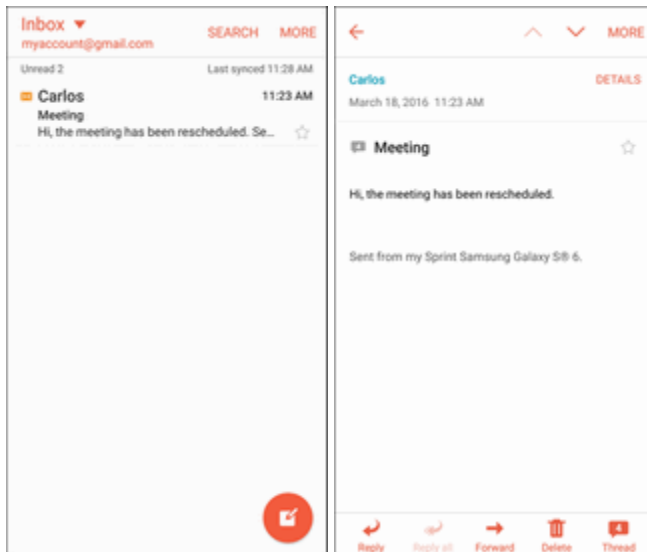 Inbox
myaccount@gmail.com
SEARCH MORE
Unread 2 Last synced 11:28 AM
Carlos 11:23 AM
Meeting
Hi, the meeting has been rescheduled. Se...
MORE
Carlos DETAILS
March 18, 2016 11:23 AM
Meeting
Hi, the meeting has been rescheduled.
Sent from my Sprint Samsung Galaxy S® 6.
4
Reply Reply all Forward Delete Thread